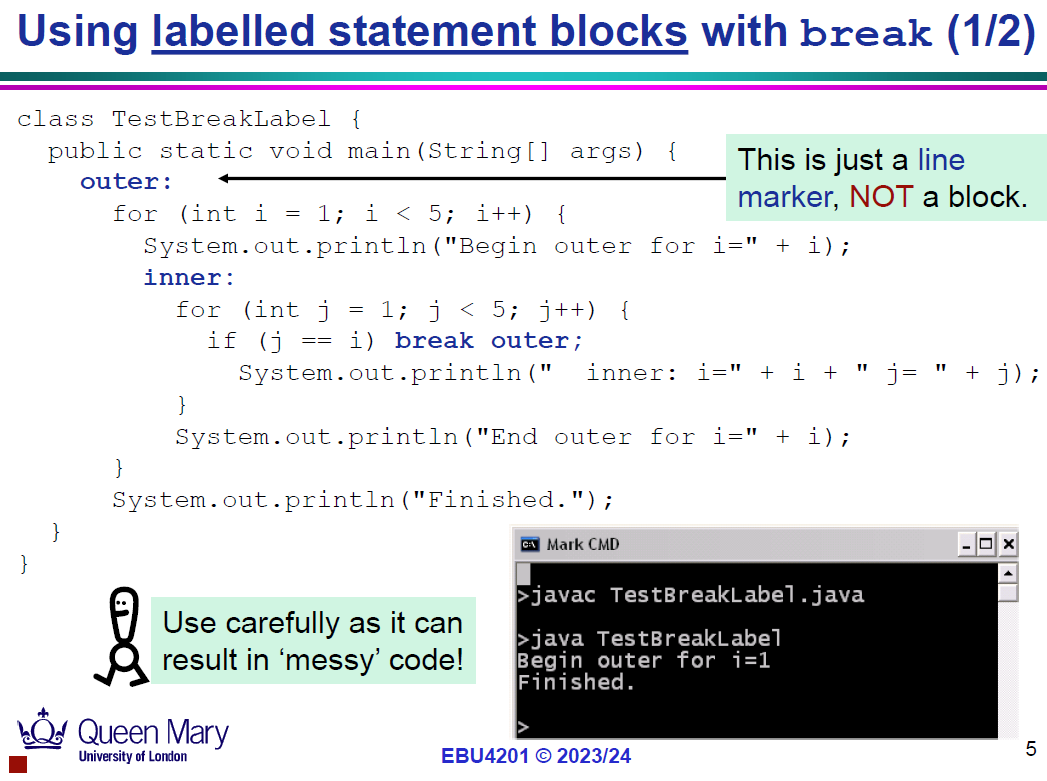 Using labelled statement blocks with break (1/2)
class TestBreakLabel {
public static void main(String[] args) {
outer:
This is just a line
marker, NOT a block.
for (int i = 1; i < 5; i++) {
System.out.println("Begin outer for i=" + i);
inner:
for (int j = 1; j < 5; j++) {
if (j == i) break outer;
System.out.println("  inner: i=" + i + " j= " + j);
}
System.out.println("End outer for i=" + i);
}
System.out.println("Finished.");
}
}
Use carefully as it can
result in ‘messy’ code!
C:\ Mark CMD
>javac TestBreakLabel.java
>java TestBreakLabel
Begin outer for i=1
Finished.
>
Queen Mary
University of London
EBU4201 © 2023/24
5